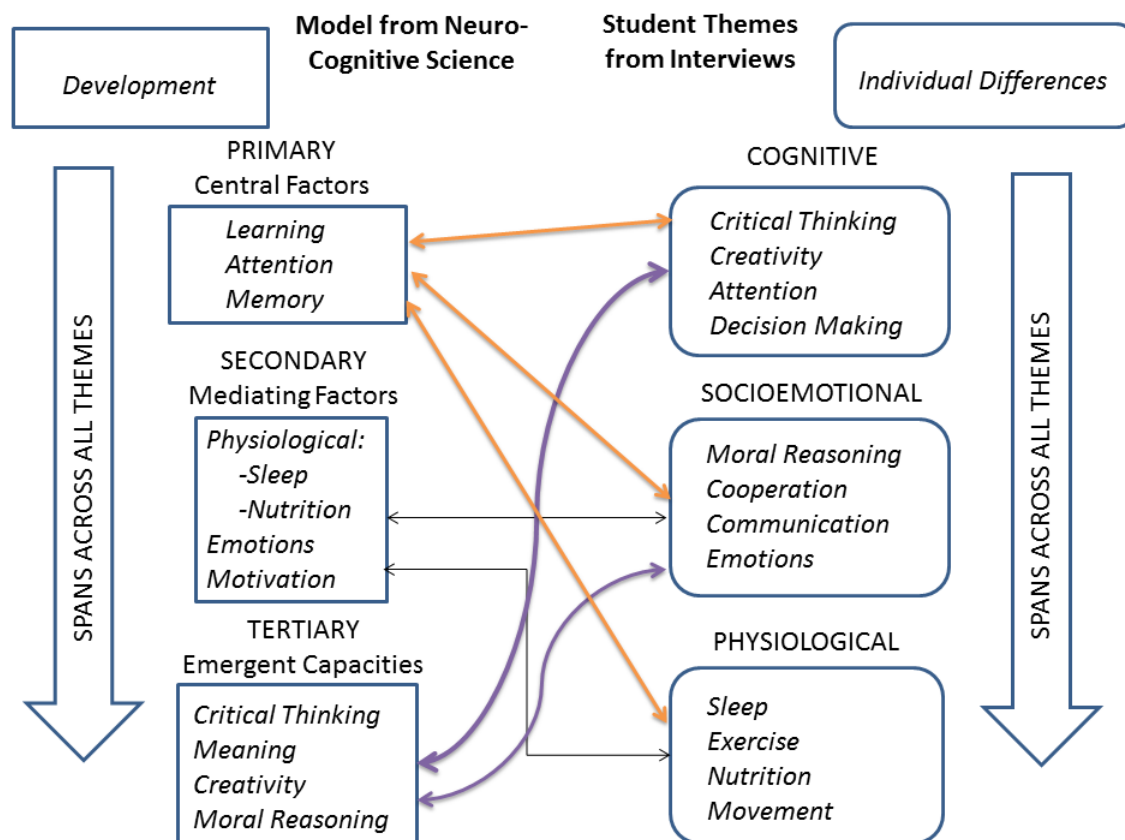 Model from Neuro-
Cognitive Science
Student Themes
from Interviews
Development
Individual Differences
SPANS ACROSS ALL THEMES
PRIMARY
Central Factors
Learning
Attention
Memory
SECONDARY
Mediating Factors
Physiological:
-Sleep
-Nutrition
Emotions
Motivation
TERTIARY
Emergent Capacities
Critical Thinking
Meaning
Creativity
Moral Reasoning
COGNITIVE
Critical Thinking
Creativity
Attention
Decision Making
SOCIOEMOTIONAL
Moral Reasoning
Cooperation
Communication
Emotions
PHYSIOLOGICAL
Sleep
Exercise
Nutrition
Movement
SPANS ACROSS ALL THEMES